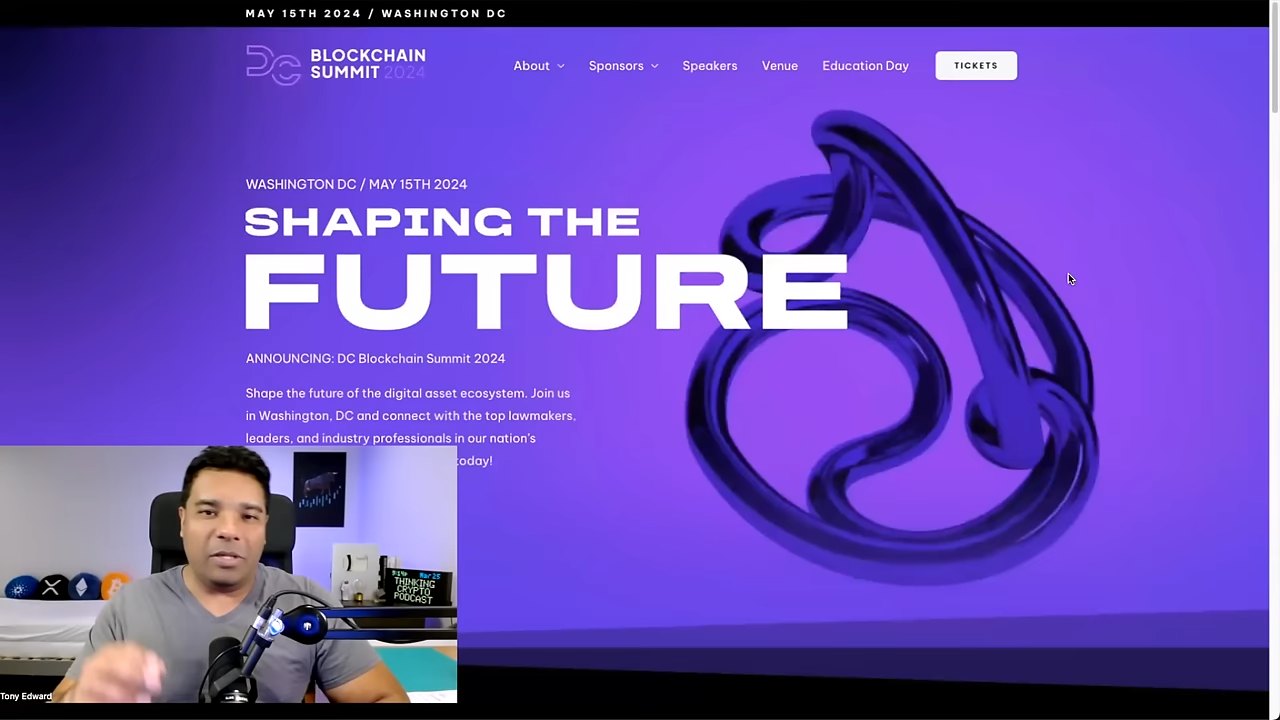 MAY 15TH 2024 / WASHINGTON DC
DC BLOCKCHAIN
SUMMIT 2024
About
Sponsors
Speakers
Venue
Education Day
TICKETS
WASHINGTON DC / MAY 15TH 2024
SHAPING THE
FUTURE
ANNOUNCING: DC Blockchain Summit 2024
Shape the future of the digital asset ecosystem. Join us
in Washington, DC and connect with the top lawmakers,
leaders, and industry professionals in our nation's
today!
Mar 25
THINKING
CRYPTO
PODCAST
Tony Edward